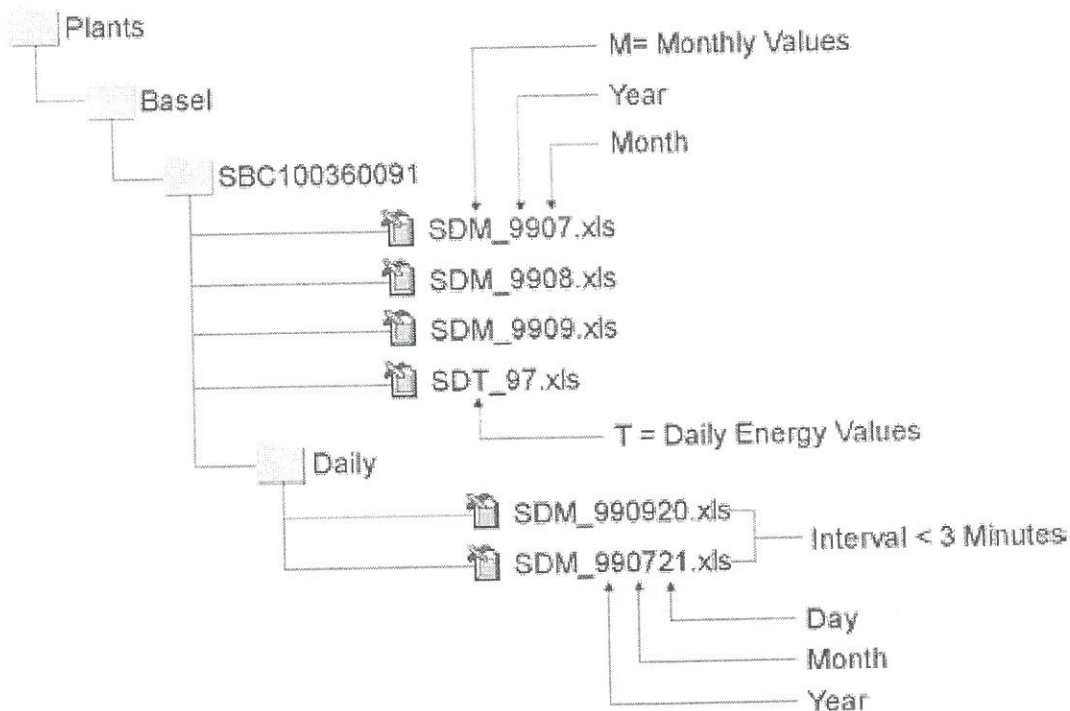 Plants
M= Monthly Values
Year
Basel
Month
SBC100360091
SDM_9907.xls
SDM_9908.xls
SDM_9909.xls
SDT_97.xls
T = Daily Energy Values
Daily
SDM_990920.xls
Interval < 3 Minutes
SDM_990721.xls
Day
Month
Year